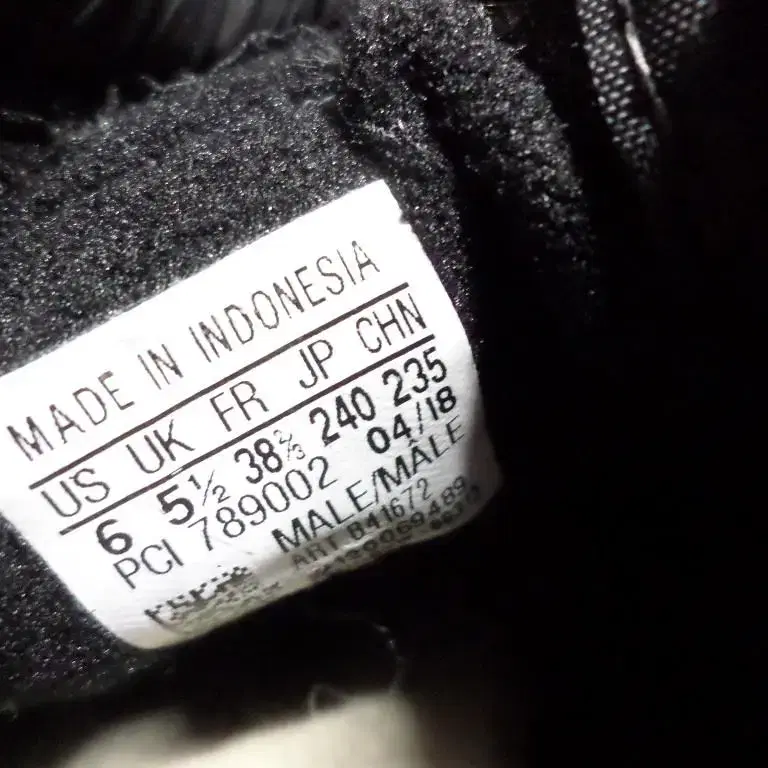 MADE IN INDONESIA
US UK FR JP CHN
6 5½ 38⅔ 240 235
PCI 789002 04/18
MALE/MÂLE
ART B41672